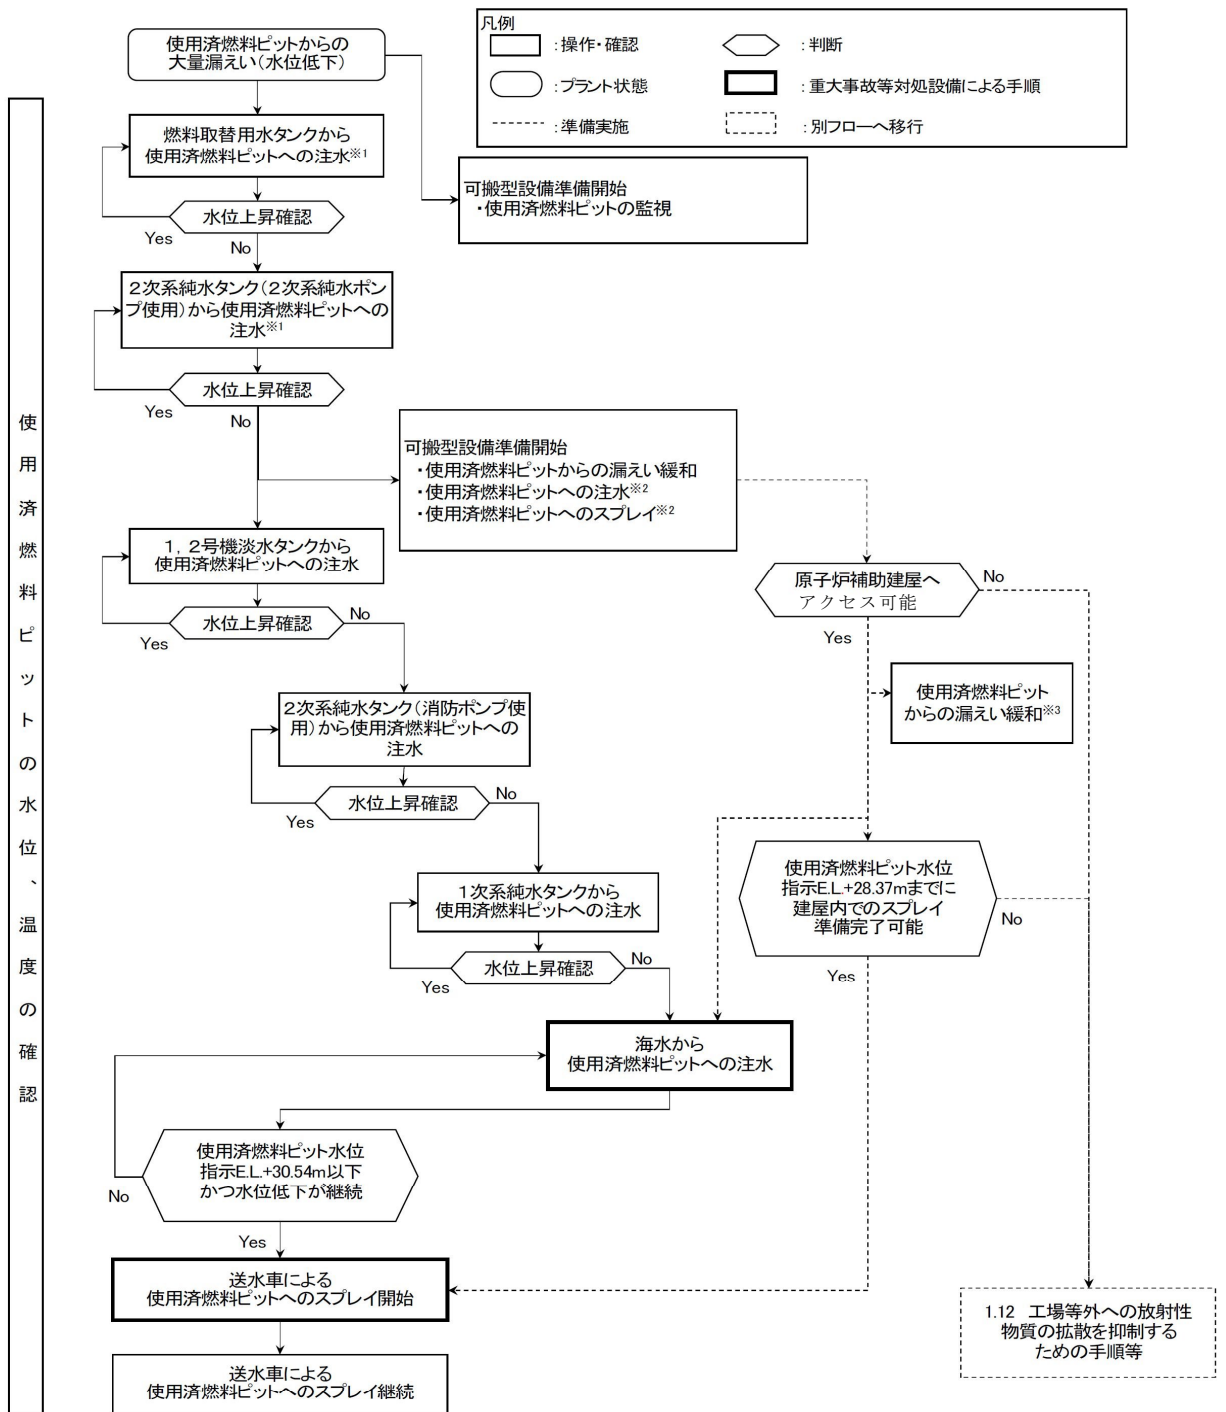 使用済燃料ピットからの
大量漏えい(水位低下)
凡例
:操作・確認
:判断
:プラント状態
:重大事故等対処設備による手順
:準備実施
:別フローへ移行
燃料取替用水タンクから
使用済燃料ピットへの注水※1
可搬型設備準備開始
・使用済燃料ピットの監視
水位上昇確認
Yes
No
2次系純水タンク(2次系純水ポン
プ使用)から使用済燃料ピットへの
注水※1
水位上昇確認
Yes
No
可搬型設備準備開始
・使用済燃料ピットからの漏えい緩和
・使用済燃料ピットへの注水※2
・使用済燃料ピットへのスプレイ※2
1,2号機淡水タンクから
使用済燃料ピットへの注水
水位上昇確認
Yes
No
原子炉補助建屋へ
アクセス可能
No
Yes
使用済燃料ピット
からの漏えい緩和※3
2次系純水タンク(消防ポンプ使
用)から使用済燃料ピットへの
注水
水位上昇確認
Yes
No
使用済燃料ピット水位
指示E.L.+28.37mまでに
建屋内でのスプレイ
準備完了可能
No
Yes
1次系純水タンクから
使用済燃料ピットへの注水
水位上昇確認
Yes
No
海水から
使用済燃料ピットへの注水
使用済燃料ピット水位
指示E.L.+30.54m以下
かつ水位低下が継続
No
Yes
送水車による
使用済燃料ピットへのスプレイ開始
送水車による
使用済燃料ピットへのスプレイ継続
1.12 工場等外への放射性
物質の拡散を抑制する
ための手順等
使用済燃料ピットの水位、温度の確認